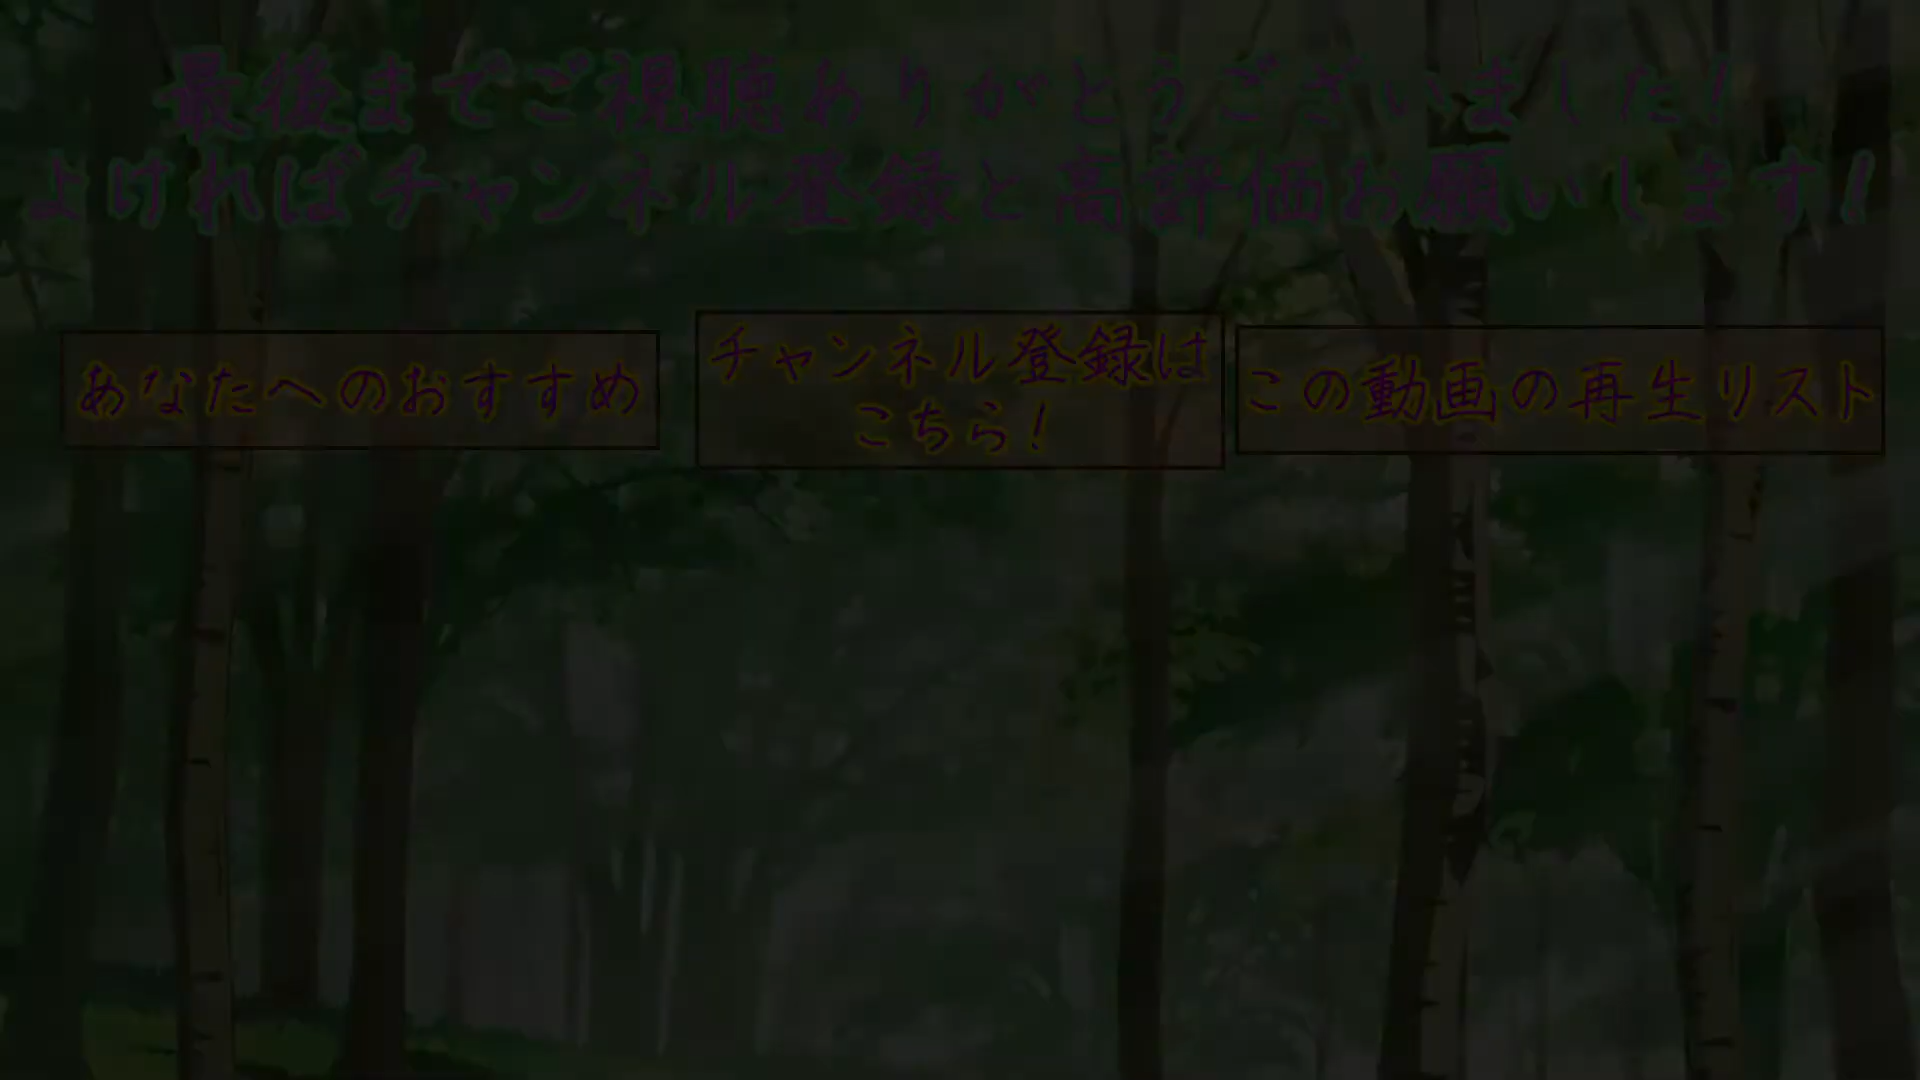 最後までご視聴ありがとうございました!
よければチャンネル登録と高評価お願いします!
あなたへのおすすめ
チャンネル登録は
こちら!
この動画の再生リスト